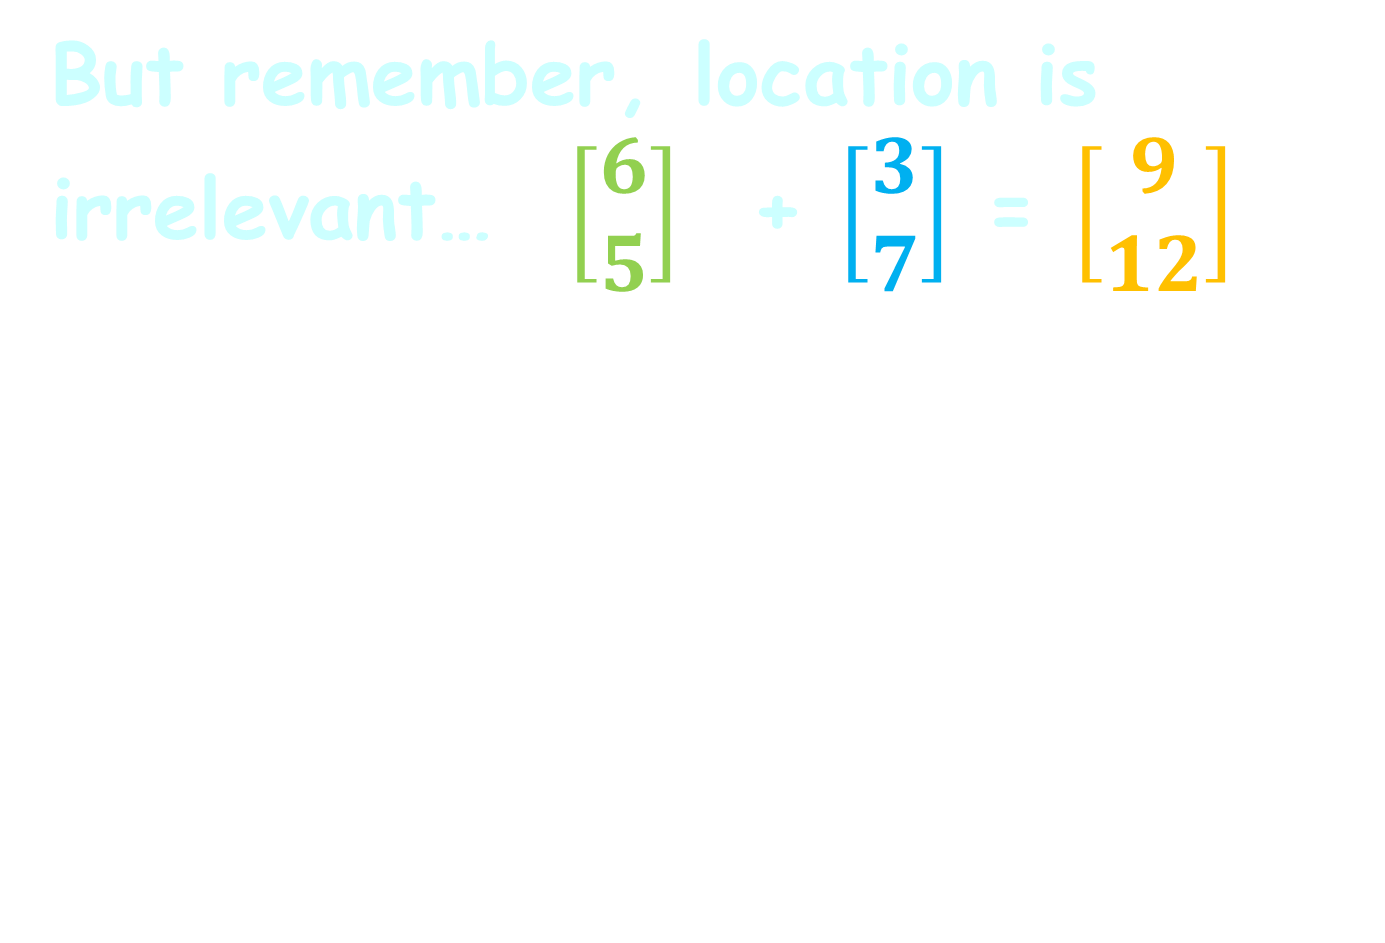 But remember, location is
irrelevant… [6 5] + [3 7] = [9 12]